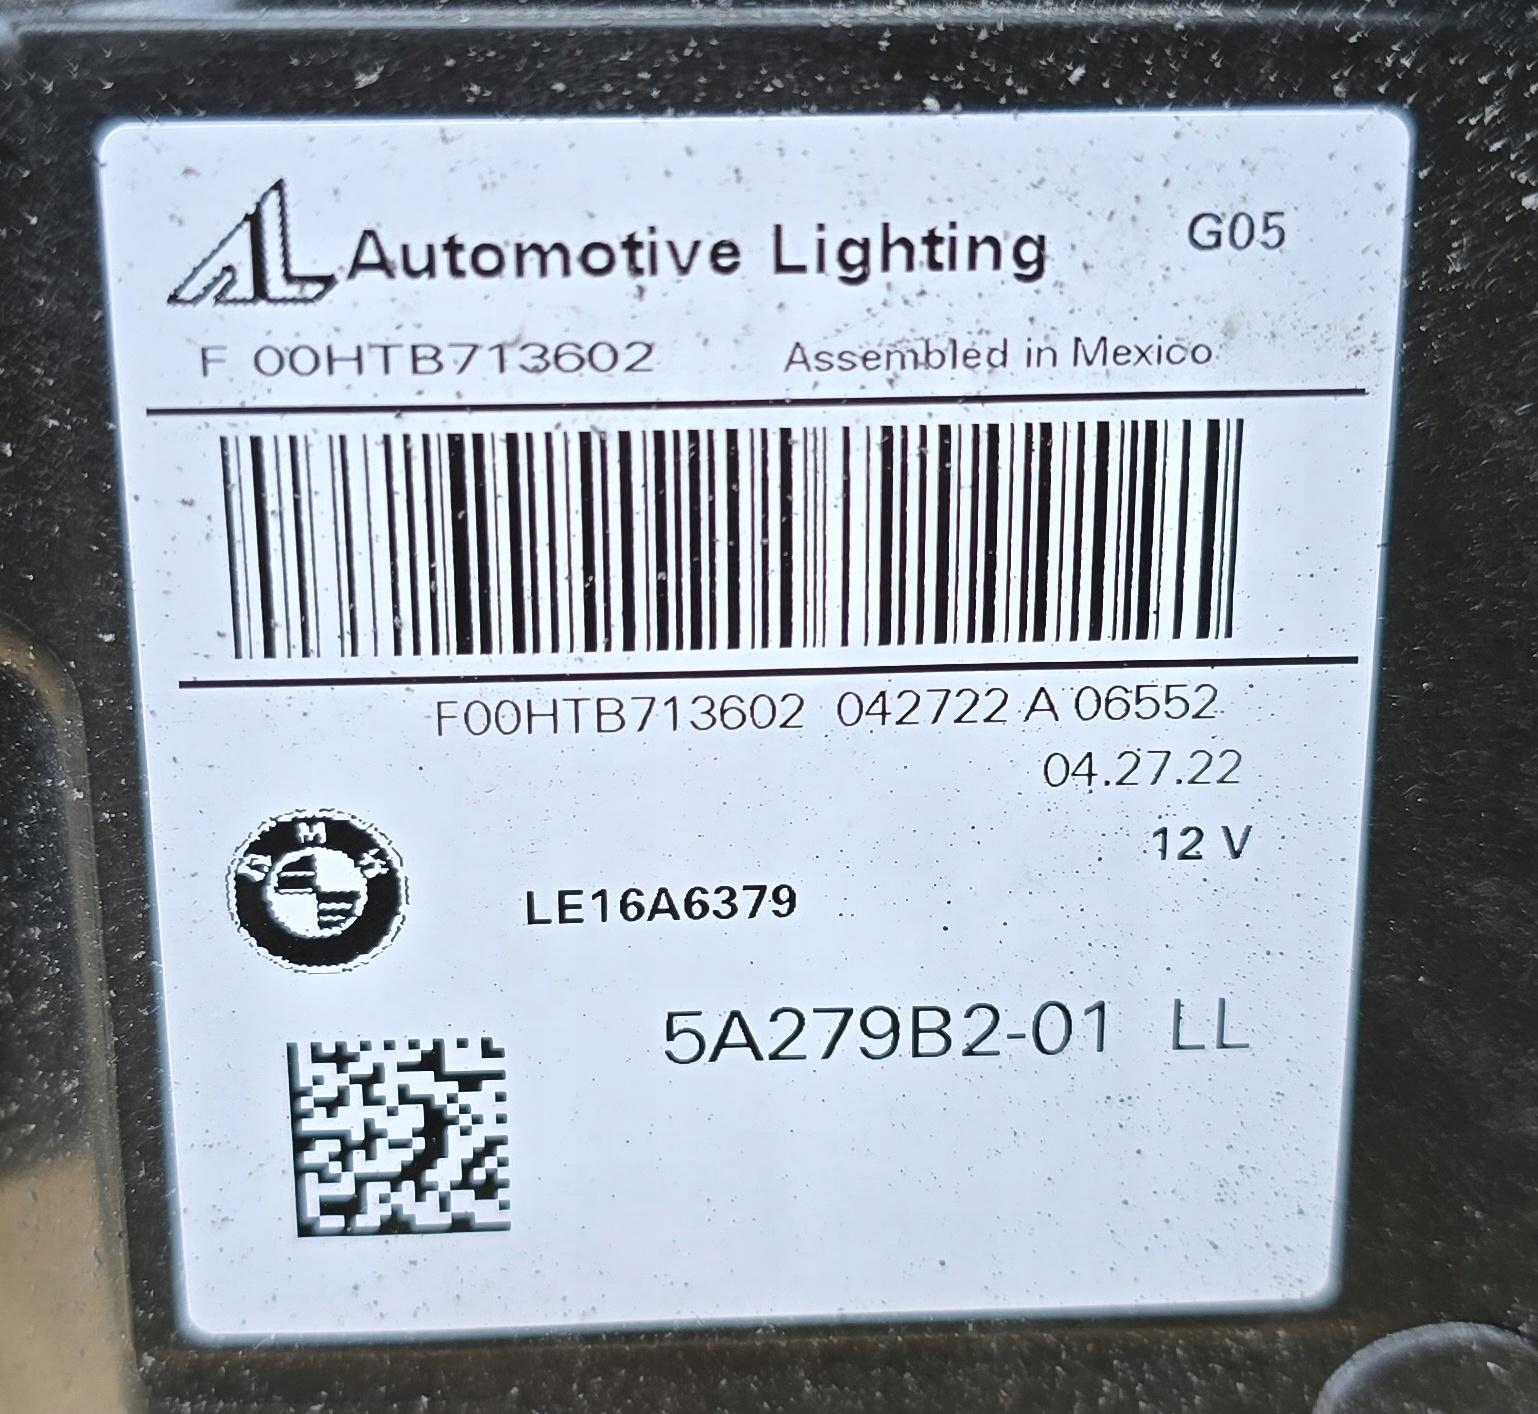 AL Automotive Lighting G05
F 00HTB713602 Assembled in Mexico
F00HTB713602 042722 A 06552
04.27.22
12 V
BMW
LE16A6379
5A279B2-01 LL